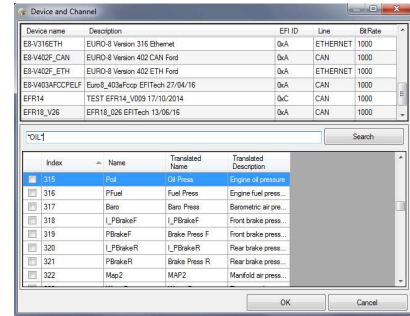 Device and Channel
Device name Description EFI ID Line BitRate
E8-V316ETH EURO-8 Version 316 Ethernet 0xA ETHERNET 1000
E8-V402F_CAN EURO-8 Version 402 CAN Ford 0xA CAN 1000
E8-V402F_ETH EURO-8 Version 402 ETH Ford 0xA ETHERNET 1000
E8-V403AFCCPELF Euro8_403aFccp EFITech 27/04/16 0xA CAN 1000
EFR14 TEST EFR14_V009 17/10/2014 0xC CAN 1000
EFR18_V26 EFR18_026 EFITech 13/06/16 0xA CAN 1000
*OIL* Search
Index Name Translated Name Translated Description
315 Poil Oil Press Engine oil pressure
316 PFuel Fuel Press Engine fuel press...
317 Baro Baro Press Barometric air pre...
318 I_PBrakeF I_PBrakeF Front brake press...
319 PBrakeF Brake Press F Front brake press...
320 I_PBrakeR I_PBrakeR Rear brake press...
321 PBrakeR Brake Press R Rear brake press...
322 Map2 MAP2 Manifold air press...
OK Cancel